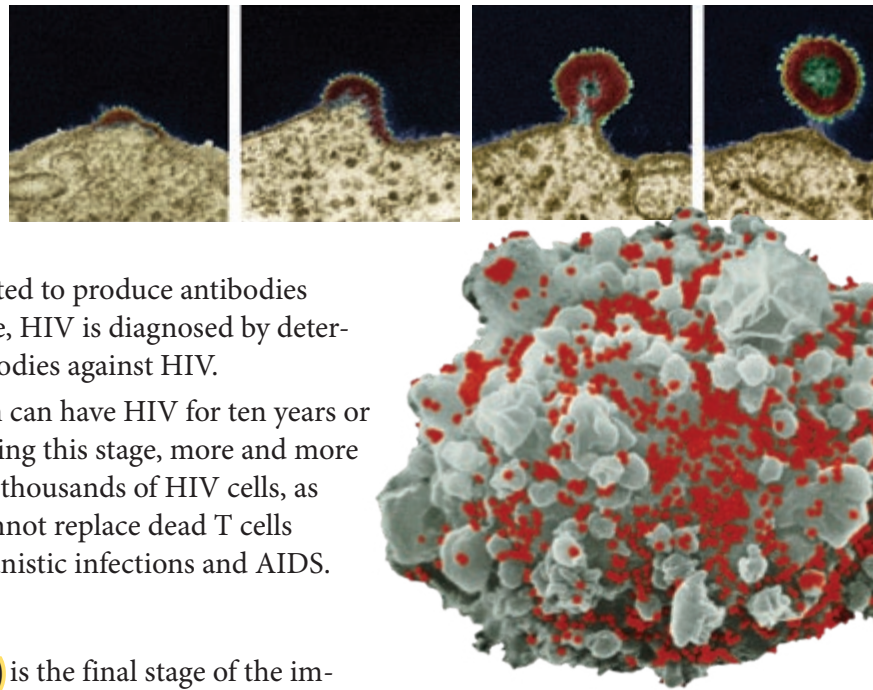 ted to produce antibodies
e, HIV is diagnosed by deter-
odies against HIV.
n can have HIV for ten years or
ing this stage, more and more
thousands of HIV cells, as
nnot replace dead T cells
nistic infections and AIDS.
) is the final stage of the im-